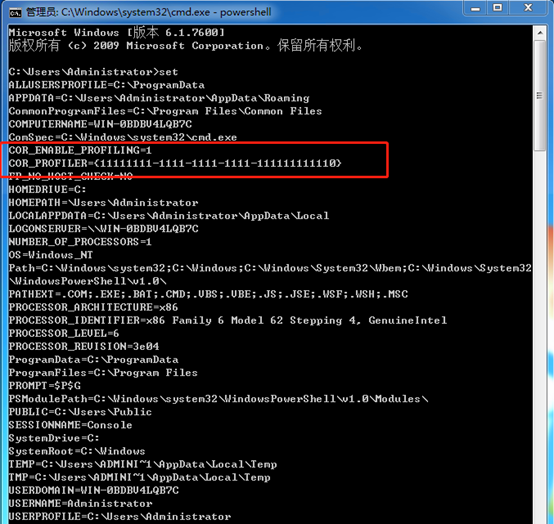 管理员: C:\Windows\system32\cmd.exe - powershell
Microsoft Windows [版本 6.1.7600]
版权所有 (c) 2009 Microsoft Corporation。保留所有权利。
C:\Users\Administrator>set
ALLUSERSPROFILE=C:\ProgramData
APPDATA=C:\Users\Administrator\AppData\Roaming
CommonProgramFiles=C:\Program Files\Common Files
COMPUTERNAME=WIN-0BDBV4LQB7C
ComSpec=C:\Windows\system32\cmd.exe
COR_ENABLE_PROFILING=1
COR_PROFILER={11111111-1111-1111-1111-111111111110}
FP_NO_HOST_CHECK=NO
HOMEDRIVE=C:
HOMEPATH=\Users\Administrator
LOCALAPPDATA=C:\Users\Administrator\AppData\Local
LOGONSERVER=\\WIN-0BDBV4LQB7C
NUMBER_OF_PROCESSORS=1
OS=Windows_NT
Path=C:\Windows\system32;C:\Windows;C:\Windows\System32\Wbem;C:\Windows\System32
\WindowsPowerShell\v1.0\
PATHEXT=.COM;.EXE;.BAT;.CMD;.VBS;.VBE;.JS;.JSE;.WSF;.WSH;.MSC
PROCESSOR_ARCHITECTURE=x86
PROCESSOR_IDENTIFIER=x86 Family 6 Model 62 Stepping 4, GenuineIntel
PROCESSOR_LEVEL=6
PROCESSOR_REVISION=3e04
ProgramData=C:\ProgramData
ProgramFiles=C:\Program Files
PROMPT=$P$G
PSModulePath=C:\Windows\system32\WindowsPowerShell\v1.0\Modules\
PUBLIC=C:\Users\Public
SESSIONNAME=Console
SystemDrive=C:
SystemRoot=C:\Windows
TEMP=C:\Users\ADMINI~1\AppData\Local\Temp
TMP=C:\Users\ADMINI~1\AppData\Local\Temp
USERDOMAIN=WIN-0BDBV4LQB7C
USERNAME=Administrator
USERPROFILE=C:\Users\Administrator